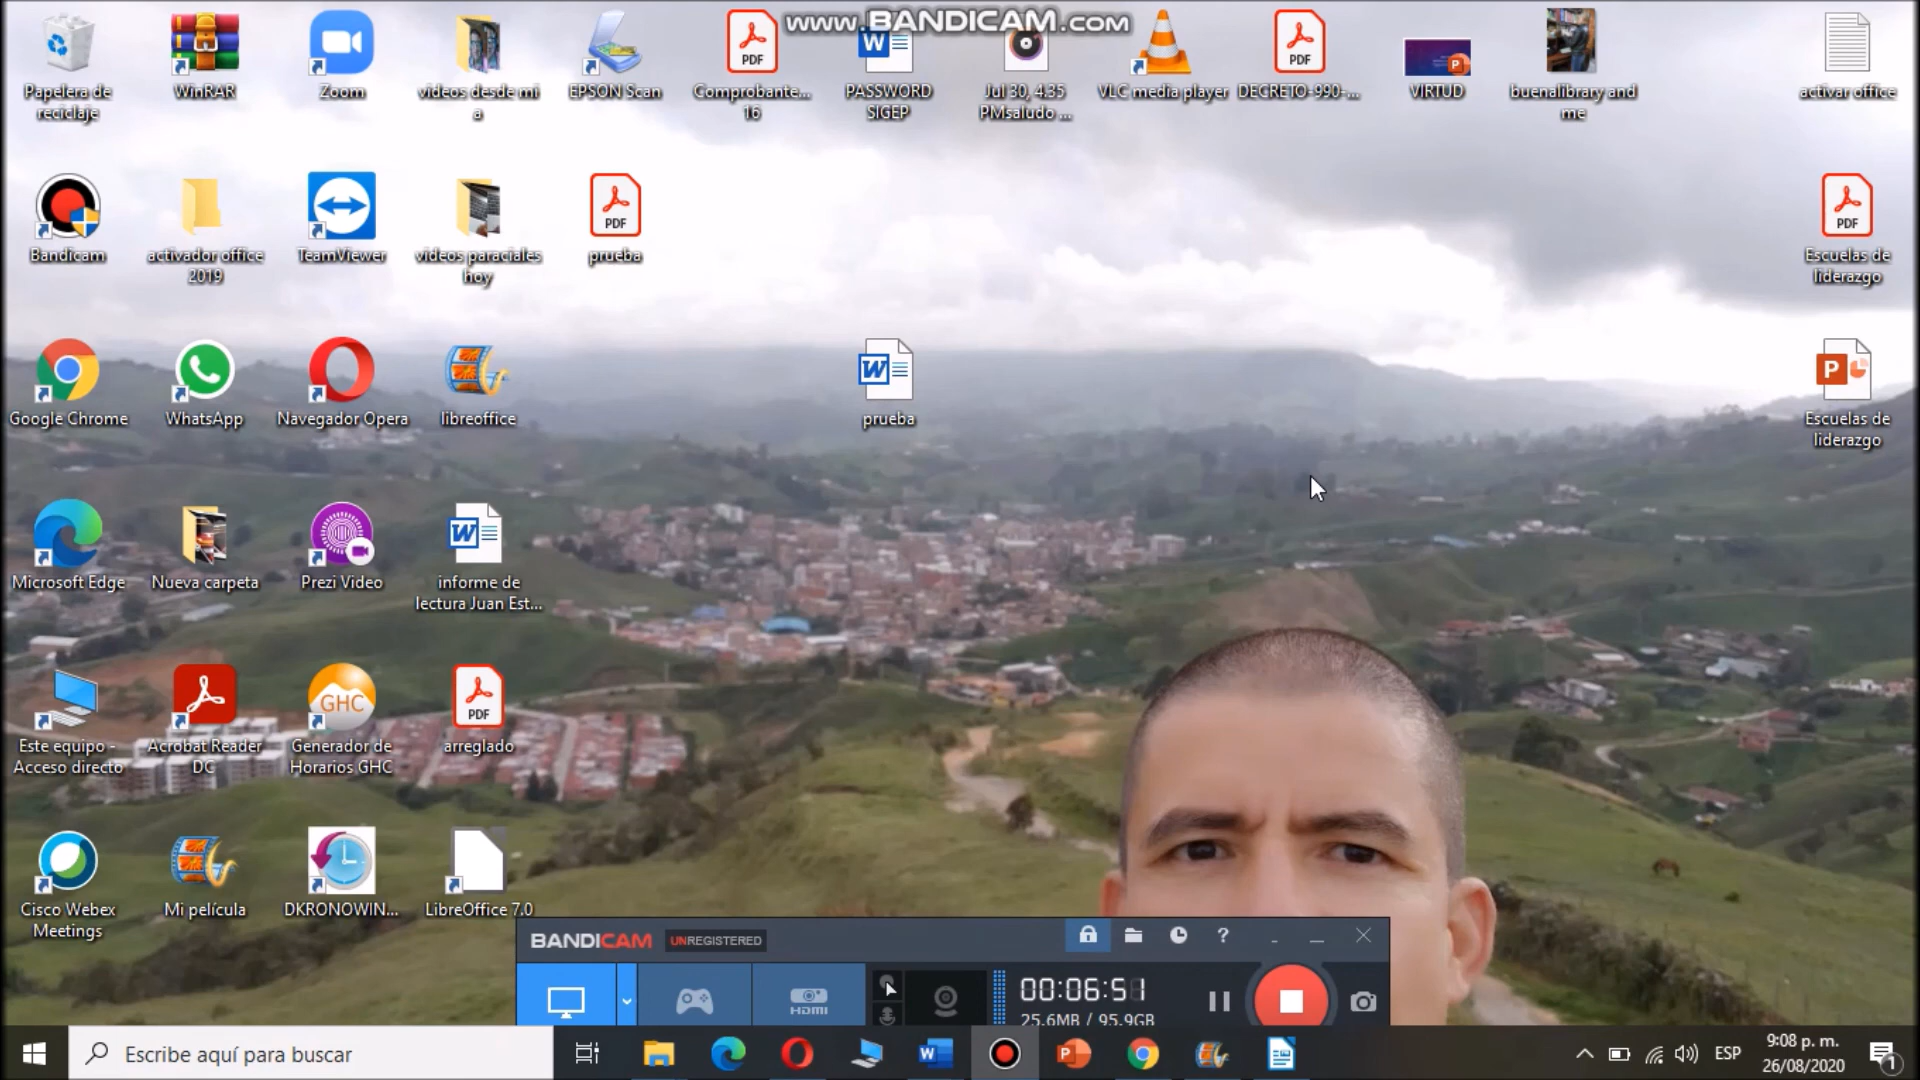 www.BANDICAM.com
Papelera de
reciclaje
WinRAR
Zoom
videos desde mi
a
EPSON Scan
PDF
Comprobante...
16
PASSWORD
SIGEP
Jul 30, 4.35
PMsaludo ...
VLC media player
PDF
DECRETO-990-...
VIRTUD
buenalibrary and
me
activar office
Bandicam
activador office
2019
TeamViewer
videos paraciales
hoy
PDF
prueba
PDF
Escuelas de
liderazgo
Google Chrome
WhatsApp
Navegador Opera
libreoffice
W
prueba
P
Escuelas de
liderazgo
Microsoft Edge
Nueva carpeta
Prezi Video
W
informe de
lectura Juan Est...
Este equipo -
Acceso directo
Acrobat Reader
DC
GHC
Generador de
Horarios GHC
PDF
arreglado
Cisco Webex
Meetings
Mi película
DKRONOWIN...
LibreOffice 7.0
BANDICAM UNREGISTERED
HDMI
00:06:51
25.6MB / 95.9GB
Escribe aquí para buscar
ESP
9:08 p. m.
26/08/2020
1